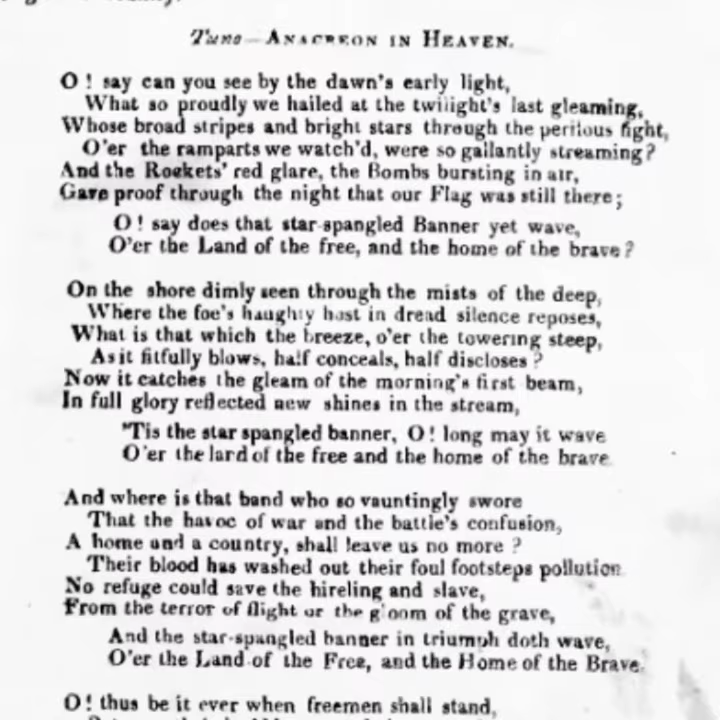 Tune—Anacreon in Heaven.
O! say can you see by the dawn's early light,
What so proudly we hailed at the twilight's last gleaming,
Whose broad stripes and bright stars through the perilous fight,
O'er the ramparts we watch'd, were so gallantly streaming?
And the Rockets' red glare, the Bombs bursting in air,
Gave proof through the night that our Flag was still there;
O! say does that star-spangled Banner yet wave,
O'er the Land of the free, and the home of the brave?
On the shore dimly seen through the mists of the deep,
Where the foe's haughty host in dread silence reposes,
What is that which the breeze, o'er the towering steep,
As it fitfully blows, half conceals, half discloses?
Now it catches the gleam of the morning's first beam,
In full glory reflected new shines in the stream,
'Tis the star spangled banner, O! long may it wave
O'er the land of the free and the home of the brave
And where is that band who so vauntingly swore
That the havoc of war and the battle's confusion,
A home and a country, shall leave us no more?
Their blood has washed out their foul footsteps pollution
No refuge could save the hireling and slave,
From the terror of flight or the gloom of the grave,
And the star-spangled banner in triumph doth wave,
O'er the Land of the Free, and the Home of the Brave.
O! thus be it ever when freemen shall stand,